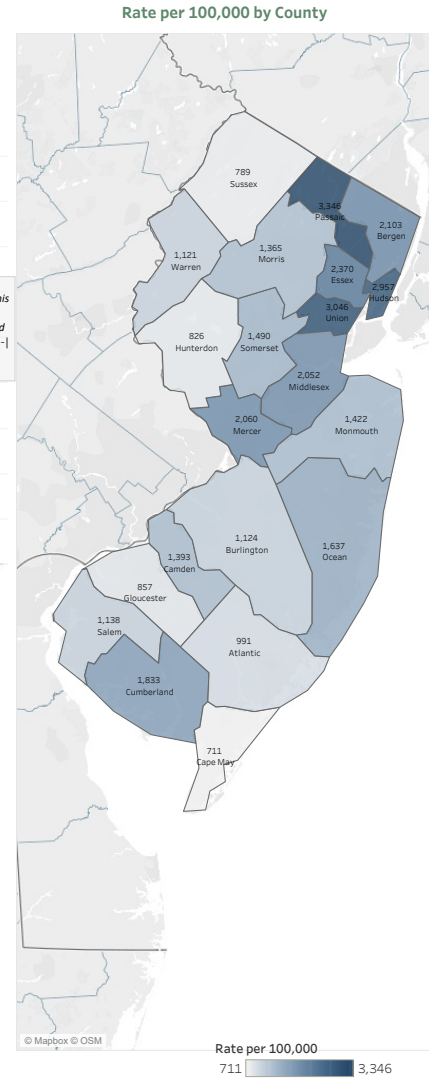 Rate per 100,000 by County
789
Sussex
3,346
Passaic
2,103
Bergen
1,121
Warren
1,365
Morris
2,370
Essex
2,957
Hudson
his
3,046
Union
d
-|
826
Hunterdon
1,490
Somerset
2,052
Middlesex
2,060
Mercer
1,422
Monmouth
1,124
Burlington
1,637
Ocean
1,393
Camden
857
Gloucester
1,138
Salem
991
Atlantic
1,833
Cumberland
711
Cape May
© Mapbox © OSM
Rate per 100,000
711 3,346